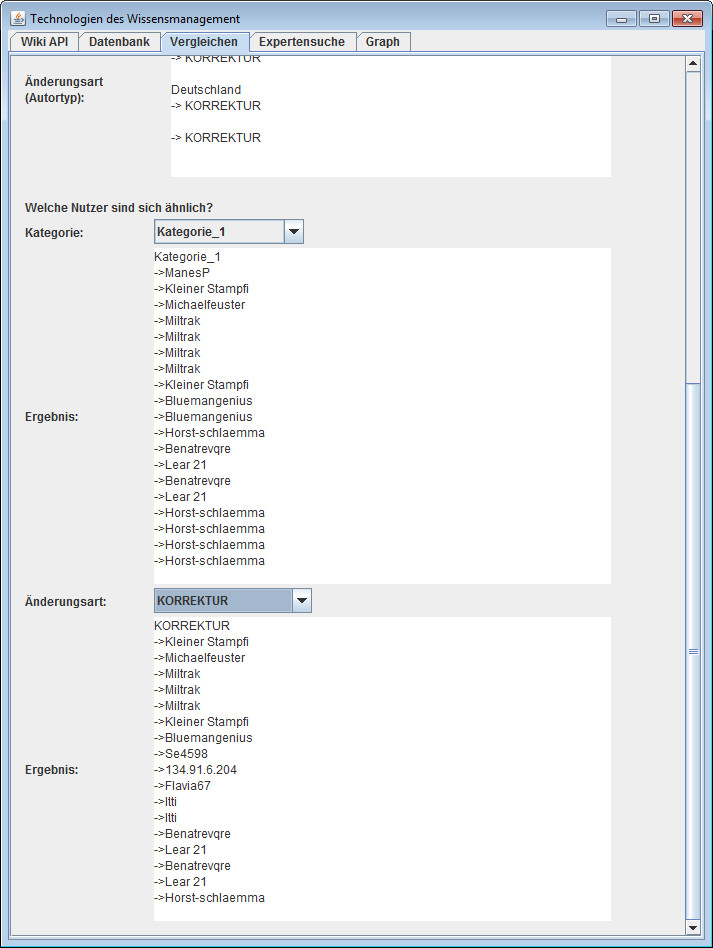 Technologien des Wissensmanagement
Wiki API Datenbank Vergleichen Expertensuche Graph
-> KORREKTUR
Änderungsart
(Autortyp):
Deutschland
-> KORREKTUR
-> KORREKTUR
Welche Nutzer sind sich ähnlich?
Kategorie: Kategorie_1
Kategorie_1
->ManesP
->Kleiner Stampfi
->Michaelfeuster
->Miltrak
->Miltrak
->Miltrak
->Miltrak
->Kleiner Stampfi
->Bluemangenius
Ergebnis:
->Bluemangenius
->Horst-schlaemma
->Benatrevqre
->Lear 21
->Benatrevqre
->Lear 21
->Horst-schlaemma
->Horst-schlaemma
->Horst-schlaemma
->Horst-schlaemma
Änderungsart: KORREKTUR
KORREKTUR
->Kleiner Stampfi
->Michaelfeuster
->Miltrak
->Miltrak
->Miltrak
->Kleiner Stampfi
->Bluemangenius
->Se4598
Ergebnis:
->134.91.6.204
->Flavia67
->Itti
->Itti
->Benatrevqre
->Lear 21
->Benatrevqre
->Lear 21
->Horst-schlaemma